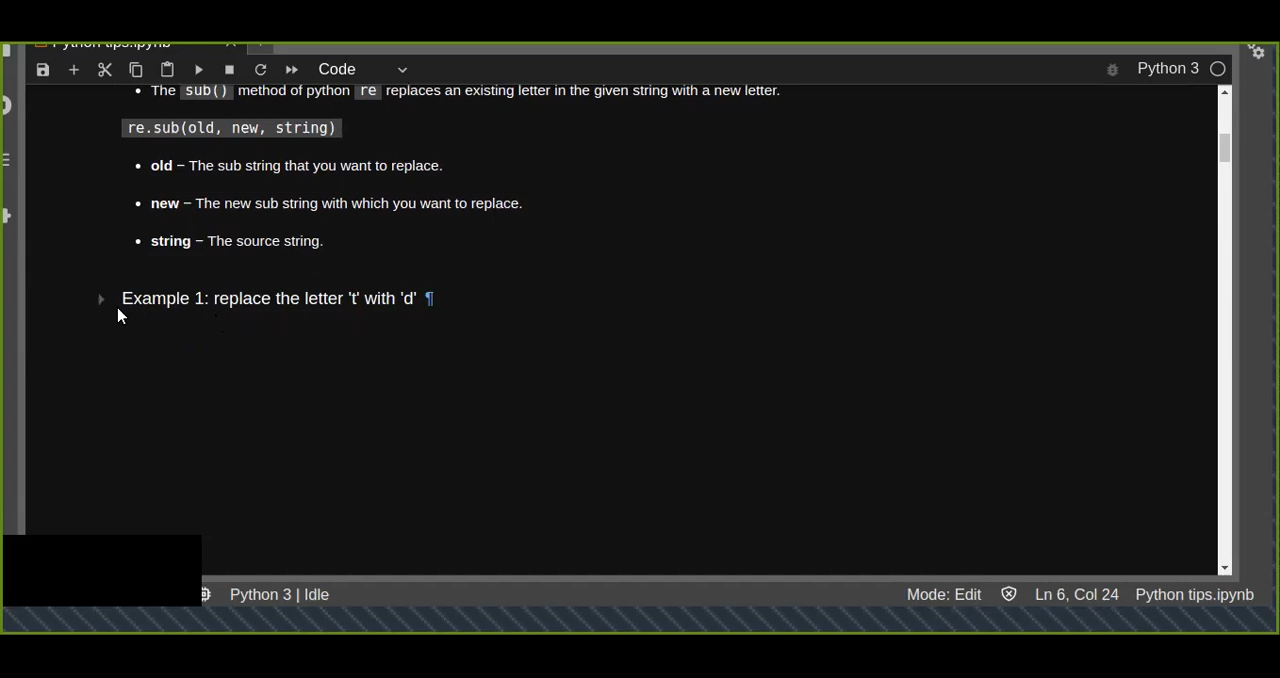 Python tips.ipynb
Code
Python 3
• The sub() method of python re replaces an existing letter in the given string with a new letter.
re.sub(old, new, string)
• old – The sub string that you want to replace.
• new – The new sub string with which you want to replace.
• string – The source string.
Example 1: replace the letter 't' with 'd' ¶
Python 3 | Idle
Mode: Edit
Ln 6, Col 24
Python tips.ipynb